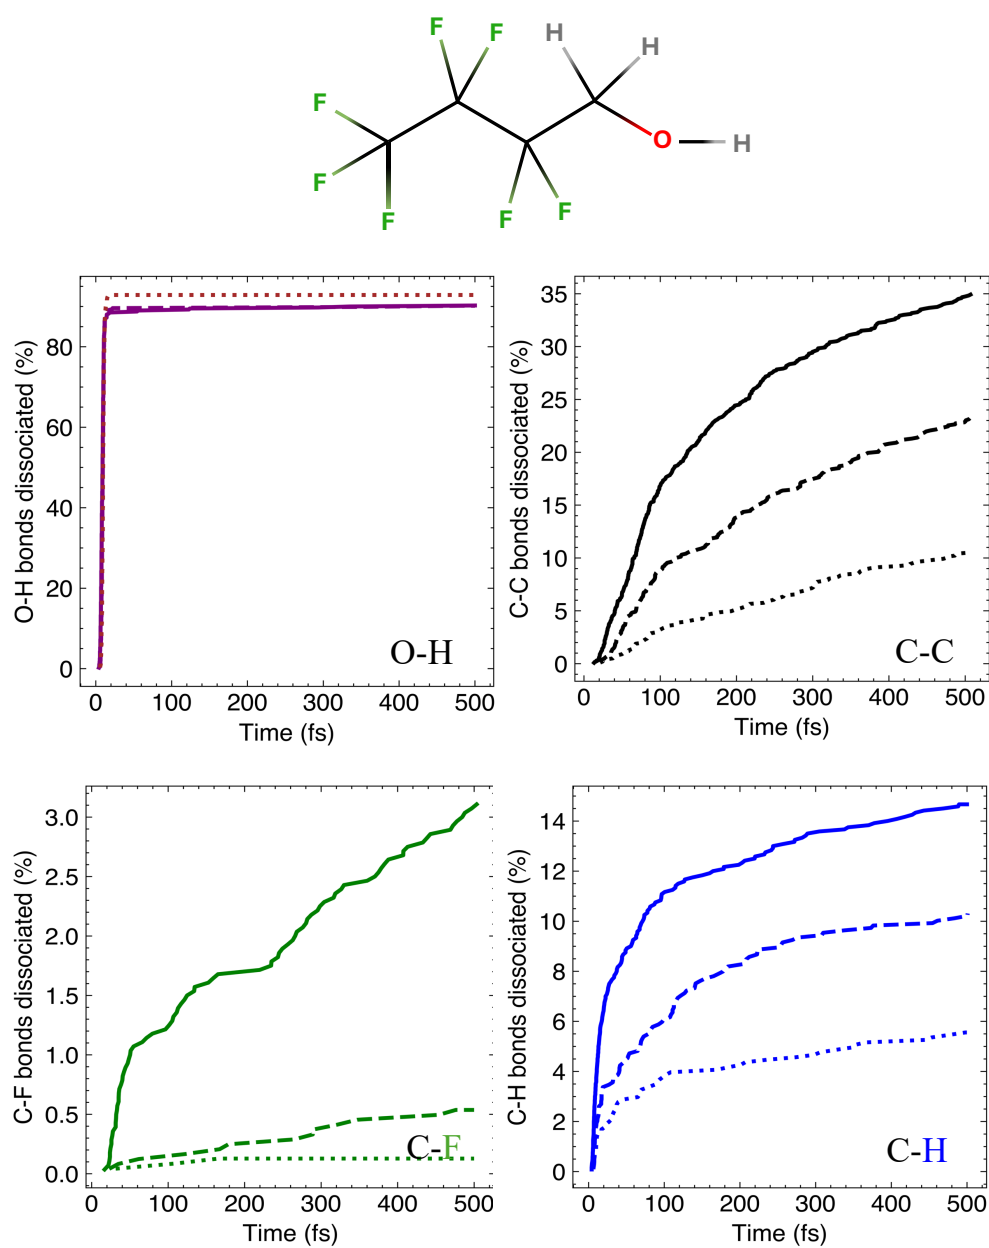 F F H H
F O H
F
F F F
O-H bonds dissociated (%)
80
60
40
20
0
O-H
0 100 200 300 400 500
Time (fs)
C-C bonds dissociated (%)
35
30
25
20
15
10
5
0
C-C
0 100 200 300 400 500
Time (fs)
C-F bonds dissociated (%)
3.0
2.5
2.0
1.5
1.0
0.5
0.0
C-F
0 100 200 300 400 500
Time (fs)
C-H bonds dissociated (%)
14
12
10
8
6
4
2
0
C-H
0 100 200 300 400 500
Time (fs)